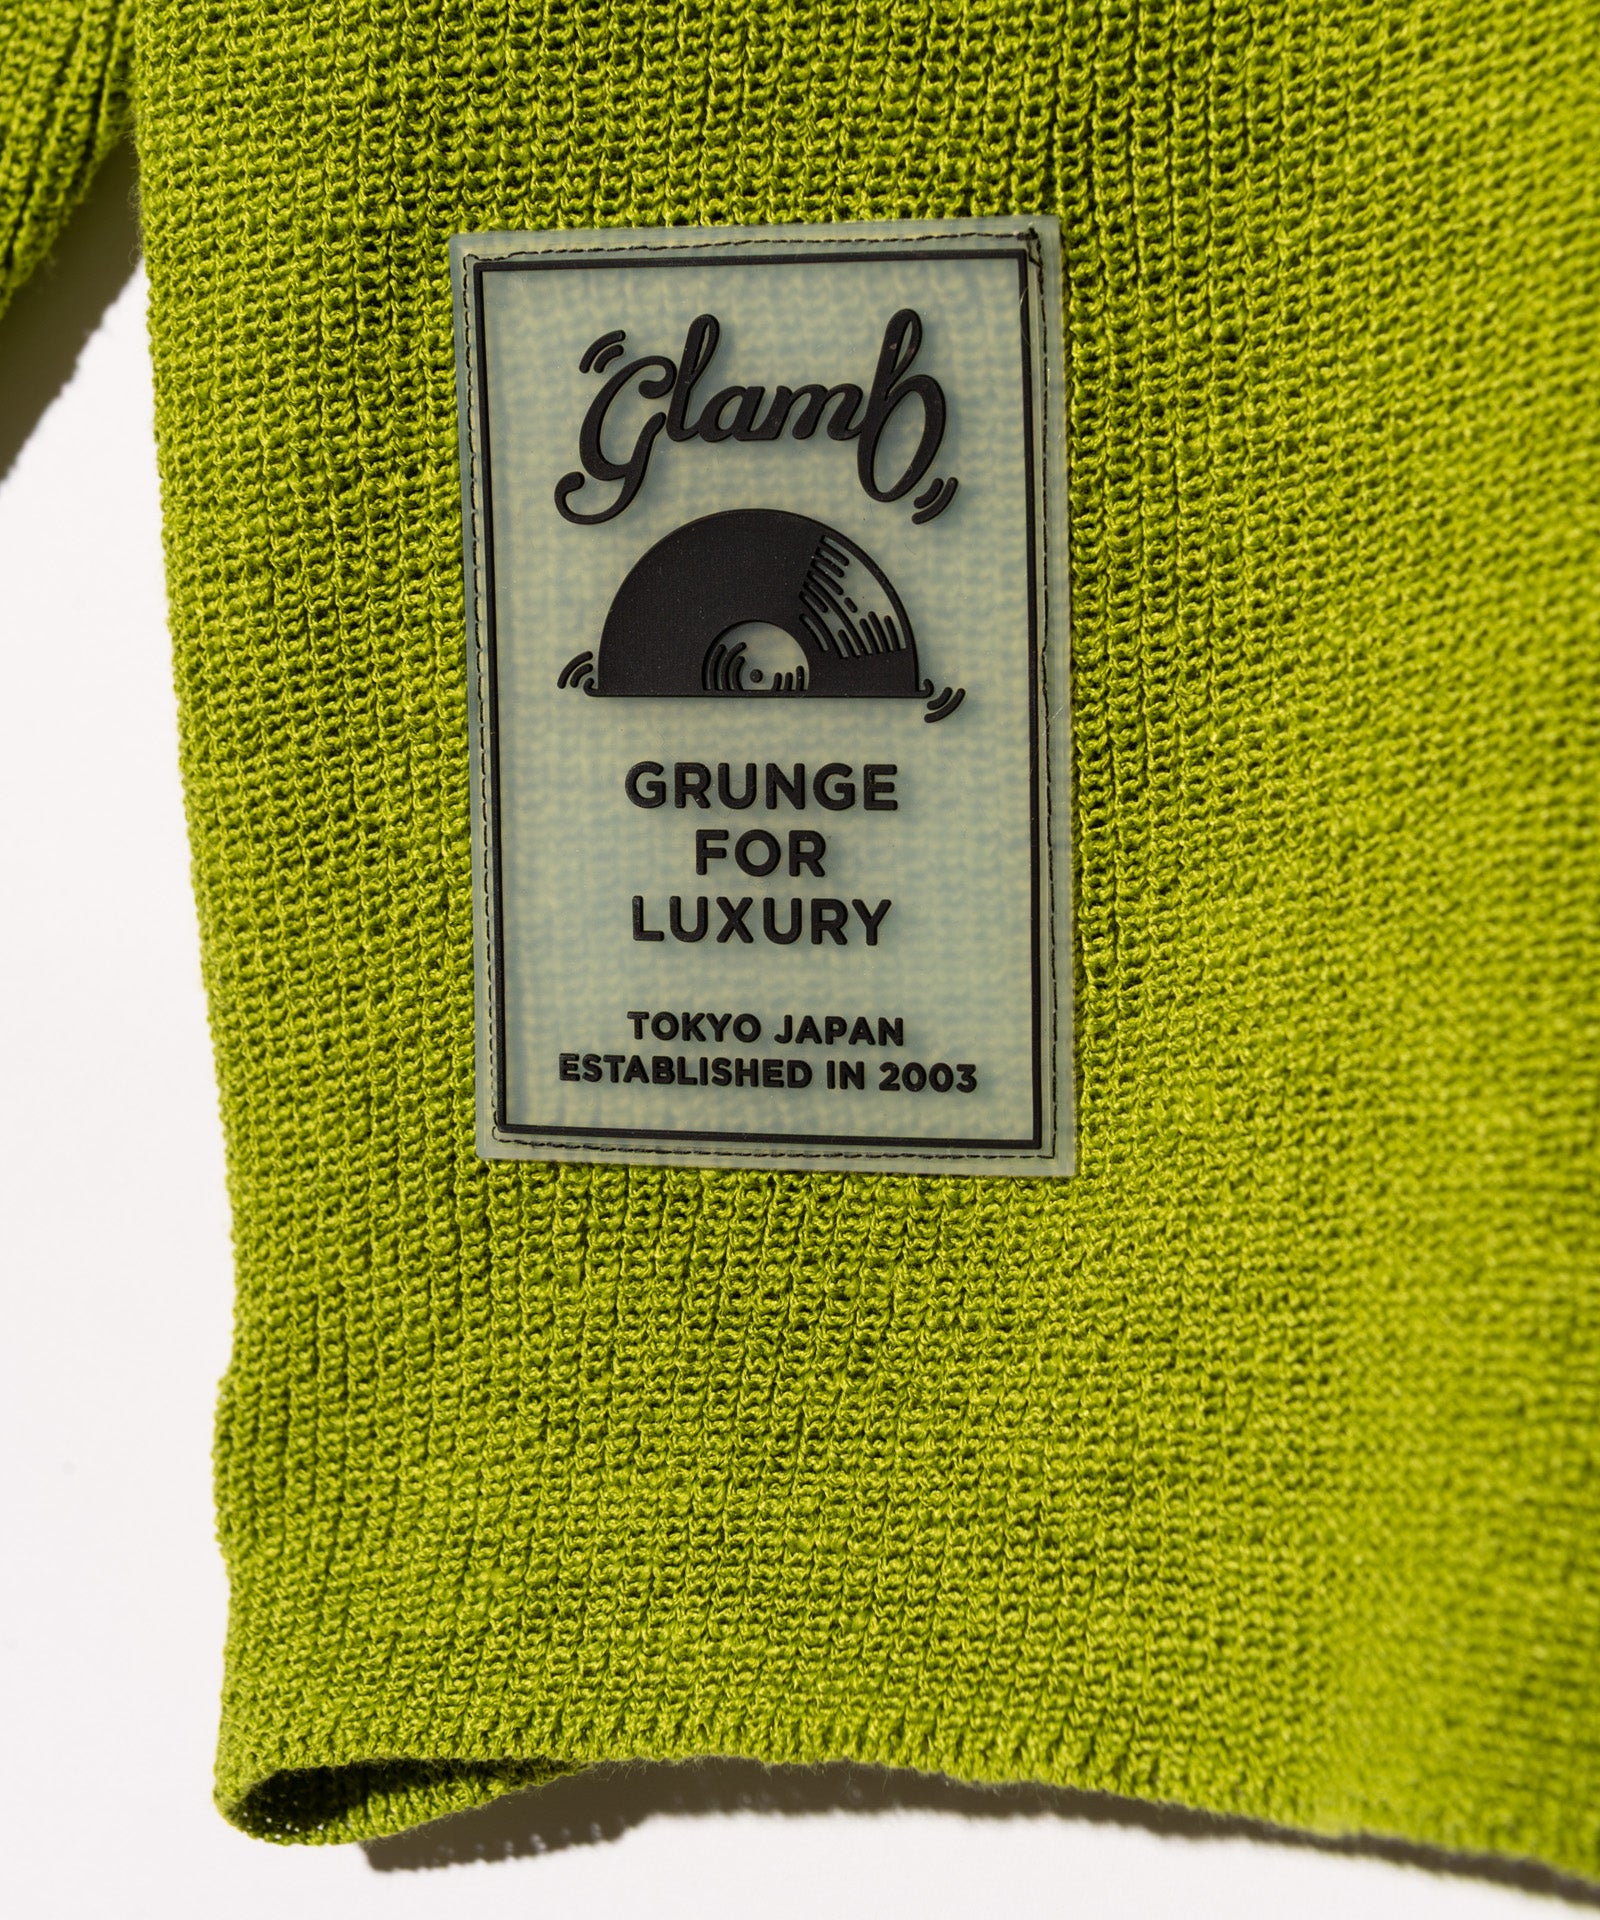 glamb
GRUNGE
FOR
LUXURY
TOKYO JAPAN
ESTABLISHED IN 2003